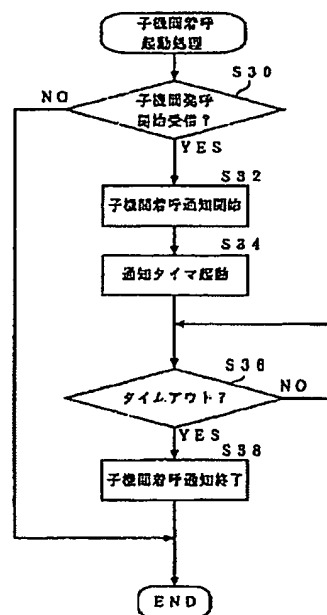 子機間着呼
起動処理
S30
NO
子機間発呼
開始受信?
YES
S32
子機間着呼通知開始
S34
通知タイマ起動
S36
タイムアウト?
NO
YES
S38
子機間着呼通知終了
END